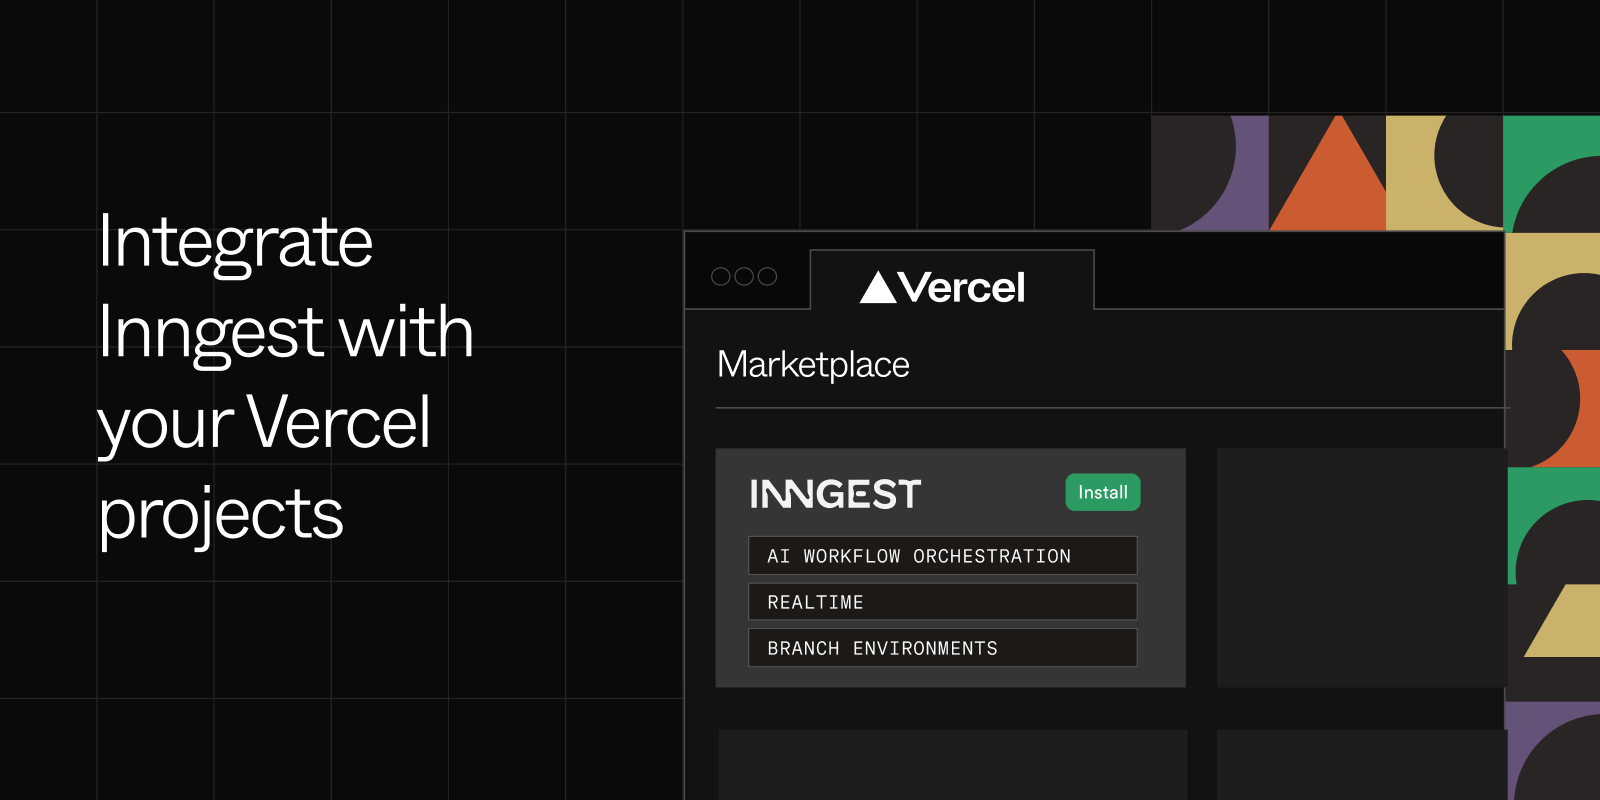 Integrate
Inngest with
your Vercel
projects
Vercel
Marketplace
INNGEST
Install
AI WORKFLOW ORCHESTRATION
REALTIME
BRANCH ENVIRONMENTS